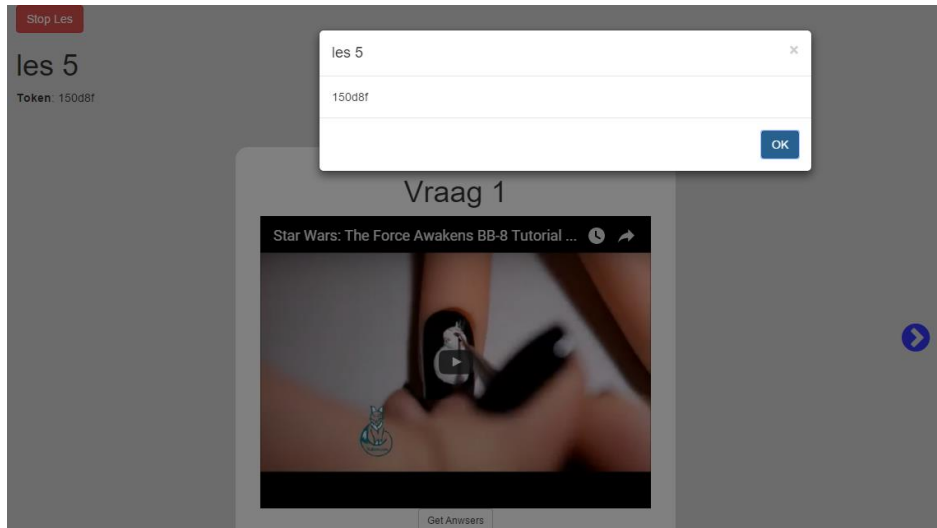 Stop Les
les 5
Token: 150d8f
les 5
×
150d8f
OK
Vraag 1
Star Wars: The Force Awakens BB-8 Tutorial ...
Get Anwsers